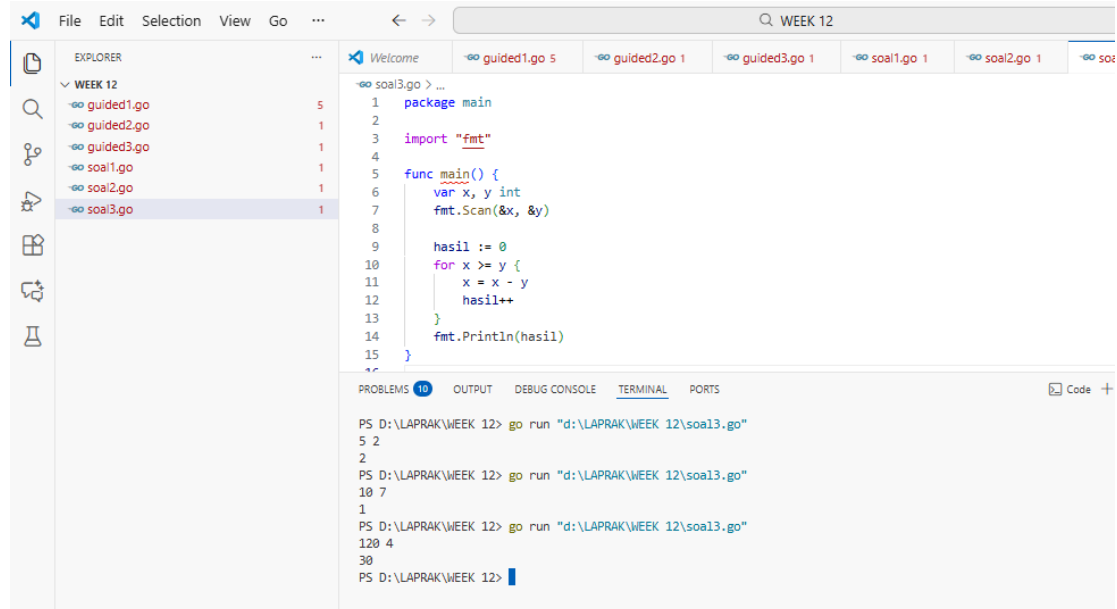 File Edit Selection View Go ··· ← → WEEK 12
EXPLORER ···
WEEK 12
guided1.go 5
guided2.go 1
guided3.go 1
soal1.go 1
soal2.go 1
soal3.go 1
Welcome guided1.go 5 guided2.go 1 guided3.go 1 soal1.go 1 soal2.go 1 soa
soal3.go > ...
1 package main
2
3 import "fmt"
4
5 func main() {
6 var x, y int
7 fmt.Scan(&x, &y)
8
9 hasil := 0
10 for x >= y {
11 x = x - y
12 hasil++
13 }
14 fmt.Println(hasil)
15 }
16
PROBLEMS 10 OUTPUT DEBUG CONSOLE TERMINAL PORTS Code +
PS D:\LAPRAK\WEEK 12> go run "d:\LAPRAK\WEEK 12\soal3.go"
5 2
2
PS D:\LAPRAK\WEEK 12> go run "d:\LAPRAK\WEEK 12\soal3.go"
10 7
1
PS D:\LAPRAK\WEEK 12> go run "d:\LAPRAK\WEEK 12\soal3.go"
120 4
30
PS D:\LAPRAK\WEEK 12>